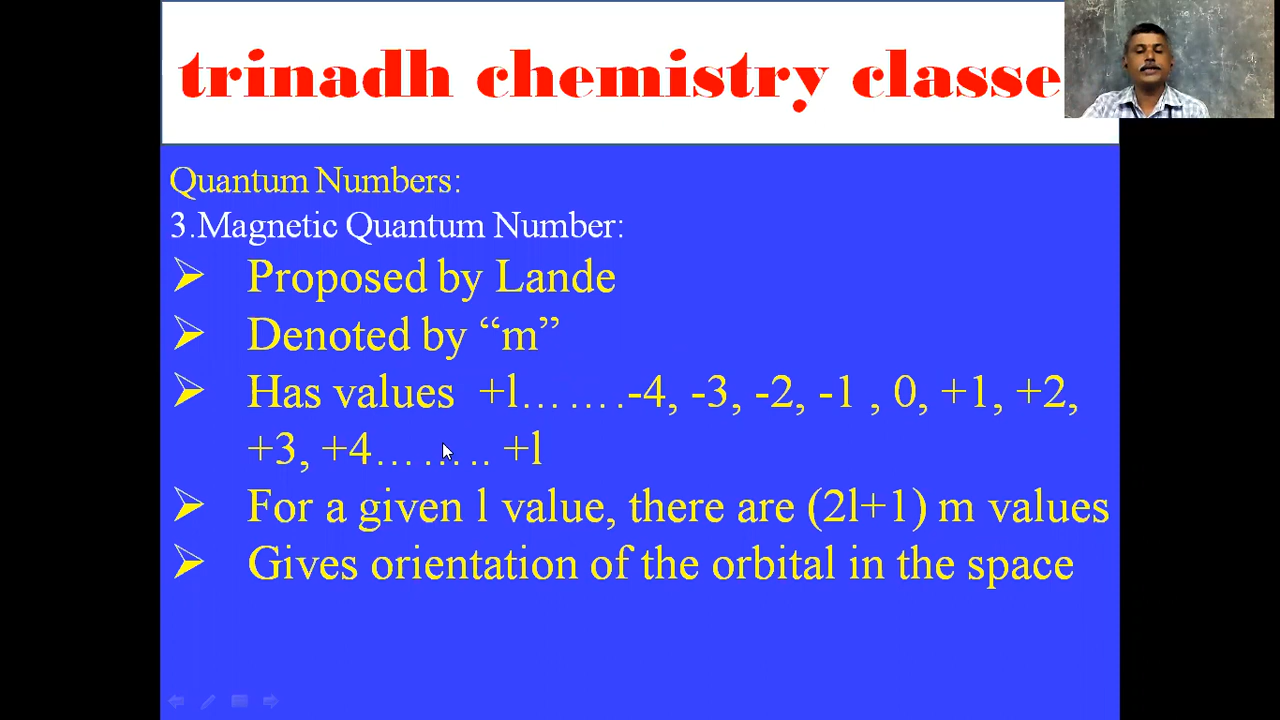 trinadh chemistry classe
Quantum Numbers:
3.Magnetic Quantum Number:
➢ Proposed by Lande
➢ Denoted by “m”
➢ Has values +l... ... .-4, -3, -2, -1 , 0, +1, +2,
+3, +4... ... .. +l
➢ For a given l value, there are (2l+1) m values
➢ Gives orientation of the orbital in the space